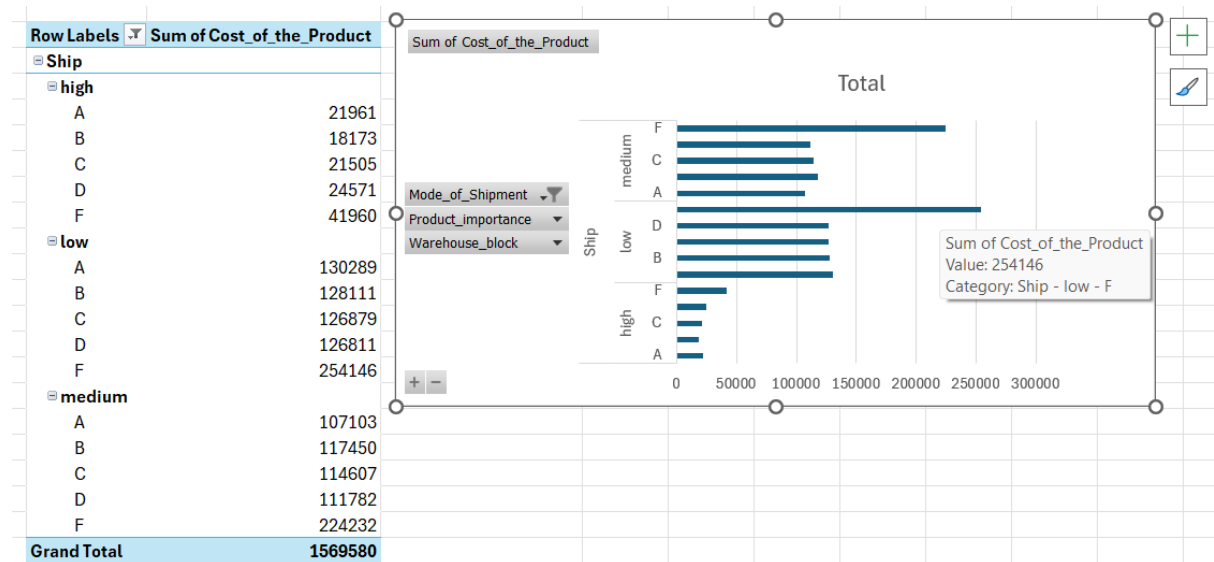 Row Labels Sum of Cost_of_the_Product
Ship
high
A 21961
B 18173
C 21505
D 24571
F 41960
low
A 130289
B 128111
C 126879
D 126811
F 254146
medium
A 107103
B 117450
C 114607
D 111782
F 224232
Grand Total 1569580
Sum of Cost_of_the_Product
Total
Mode_of_Shipment
Product_importance
Warehouse_block
Ship
medium
F
C
A
low
D
B
high
F
C
A
0 50000 100000 150000 200000 250000 300000
Sum of Cost_of_the_Product
Value: 254146
Category: Ship - low - F